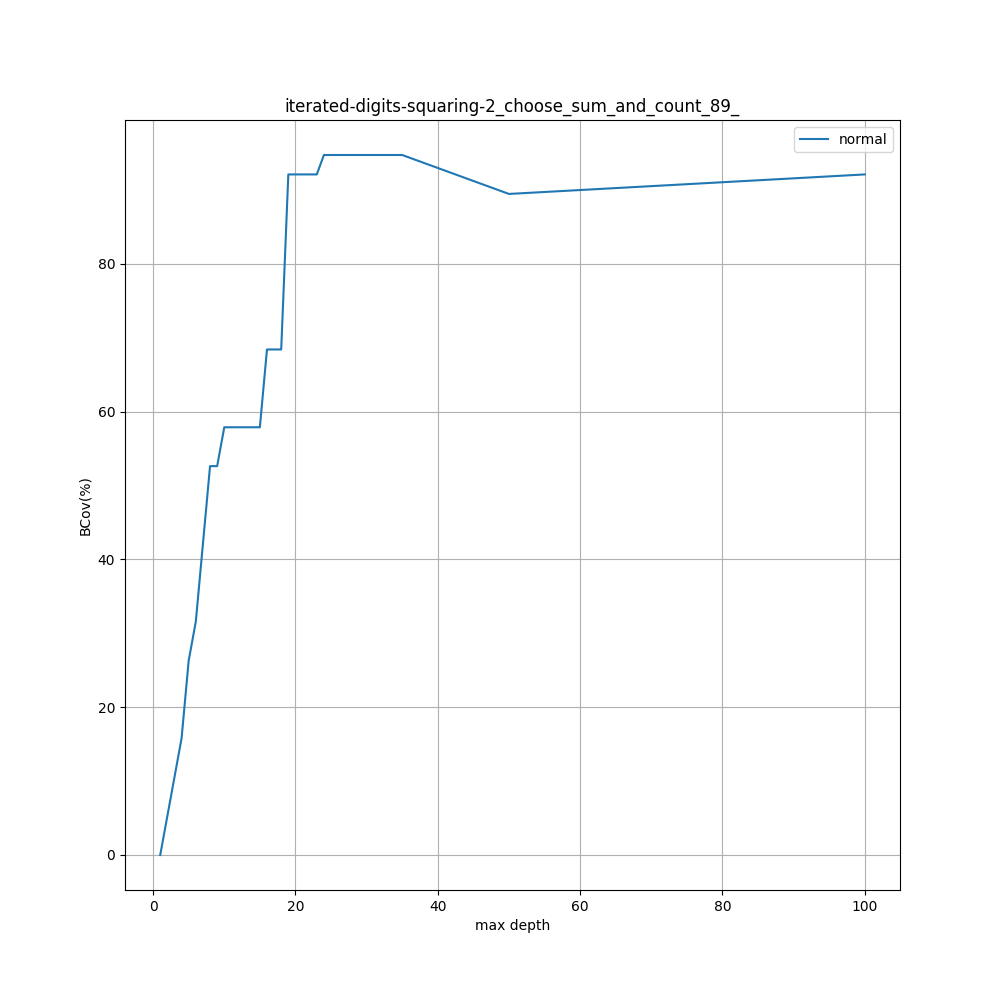 iterated-digits-squaring-2_choose_sum_and_count_89_
normal
80
60
40
20
0
BCov(%)
0 20 40 60 80 100
max depth